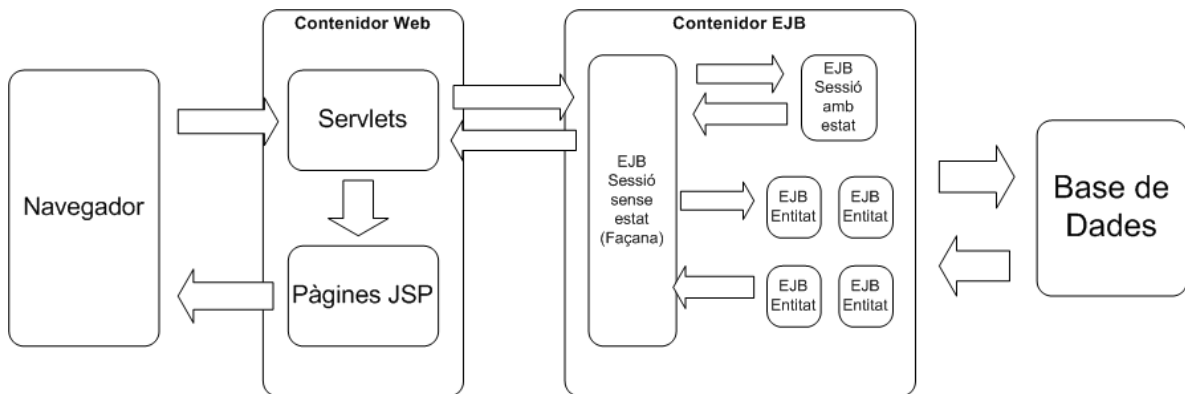 Contenidor Web
Contenidor EJB
Navegador
Servlets
Pàgines JSP
EJB
Sessió
sense
estat
(Façana)
EJB
Sessió
amb
estat
EJB
Entitat
EJB
Entitat
EJB
Entitat
EJB
Entitat
Base de
Dades